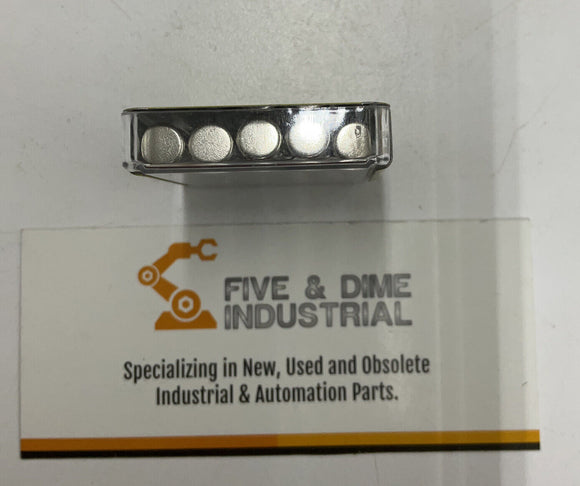 FIVE & DIME
INDUSTRIAL
Specializing in New, Used and Obsolete
Industrial & Automation Parts.